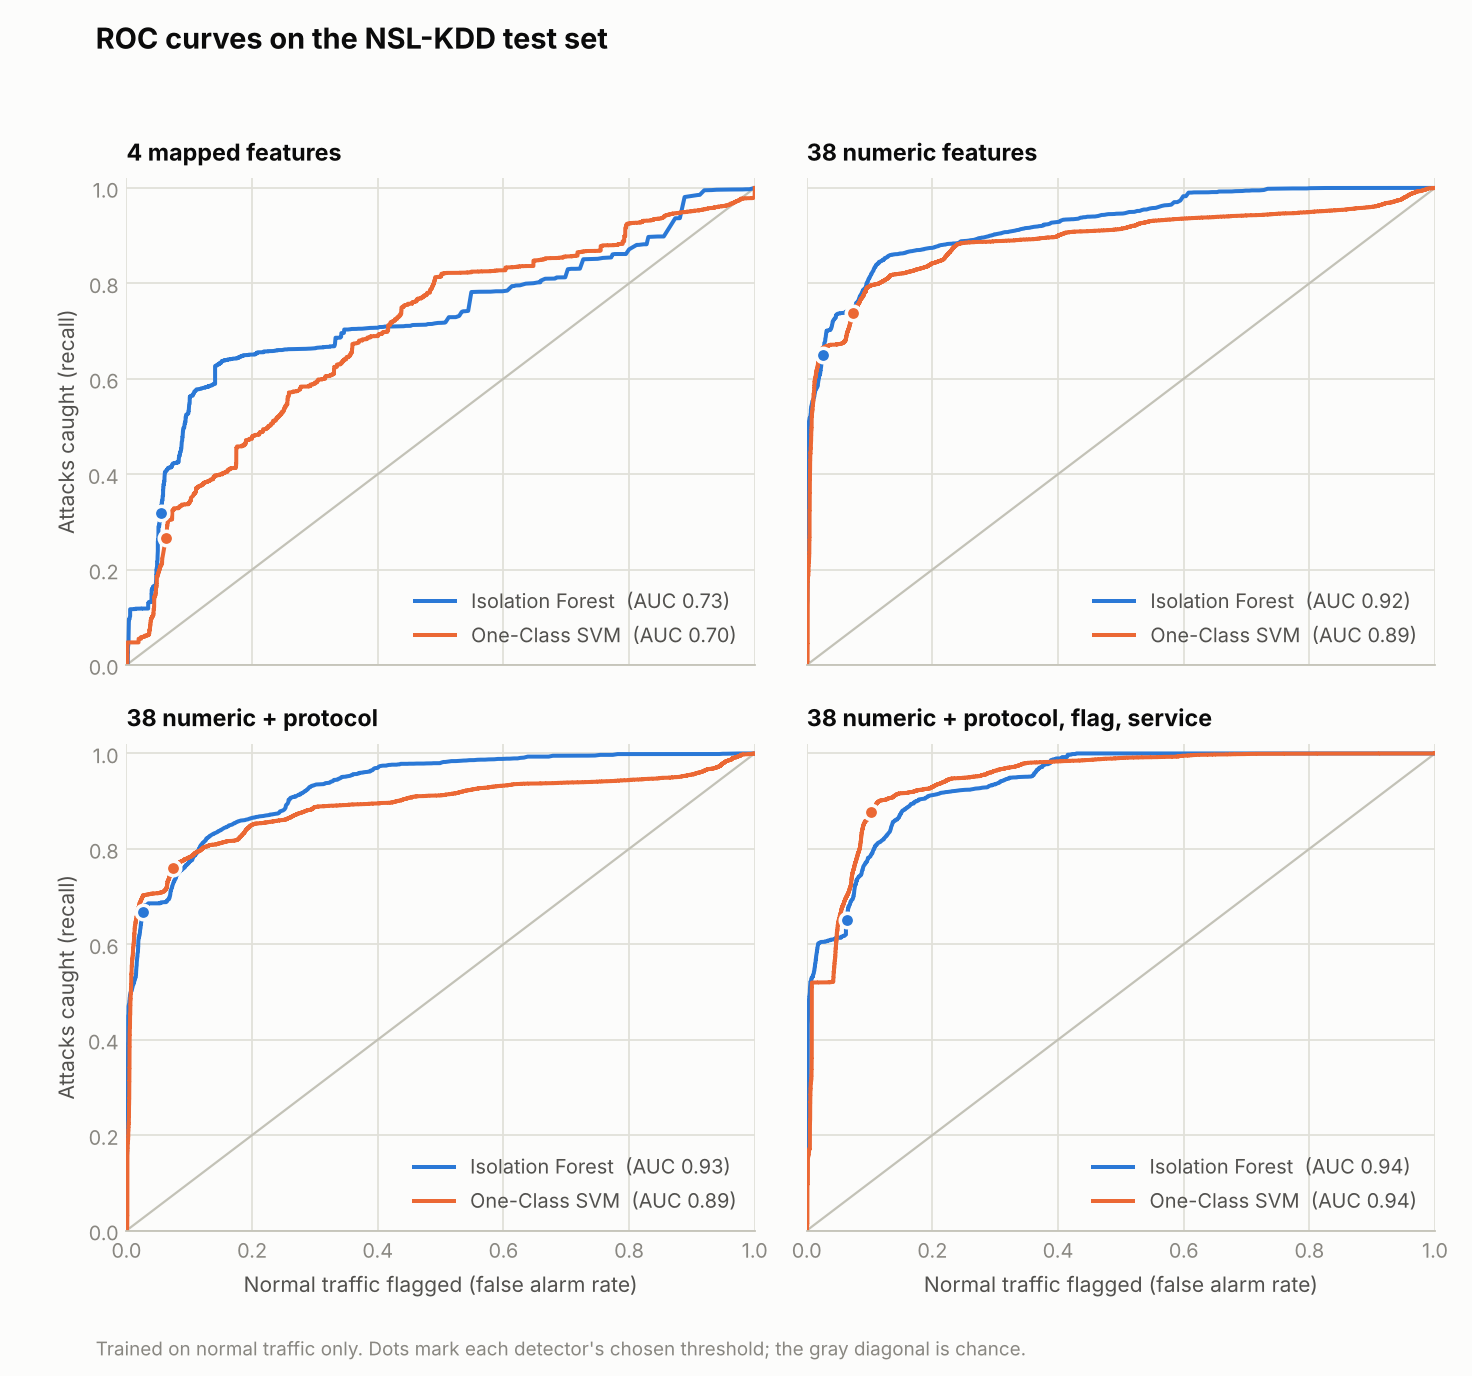 ROC curves on the NSL-KDD test set
4 mapped features
38 numeric features
1.0
0.8
0.6
0.4
0.2
0.0
Attacks caught (recall)
Isolation Forest (AUC 0.73)
One-Class SVM (AUC 0.70)
Isolation Forest (AUC 0.92)
One-Class SVM (AUC 0.89)
38 numeric + protocol
38 numeric + protocol, flag, service
1.0
0.8
0.6
0.4
0.2
0.0
Attacks caught (recall)
Isolation Forest (AUC 0.93)
One-Class SVM (AUC 0.89)
Isolation Forest (AUC 0.94)
One-Class SVM (AUC 0.94)
0.0 0.2 0.4 0.6 0.8 1.0
0.0 0.2 0.4 0.6 0.8 1.0
Normal traffic flagged (false alarm rate)
Normal traffic flagged (false alarm rate)
Trained on normal traffic only. Dots mark each detector's chosen threshold; the gray diagonal is chance.